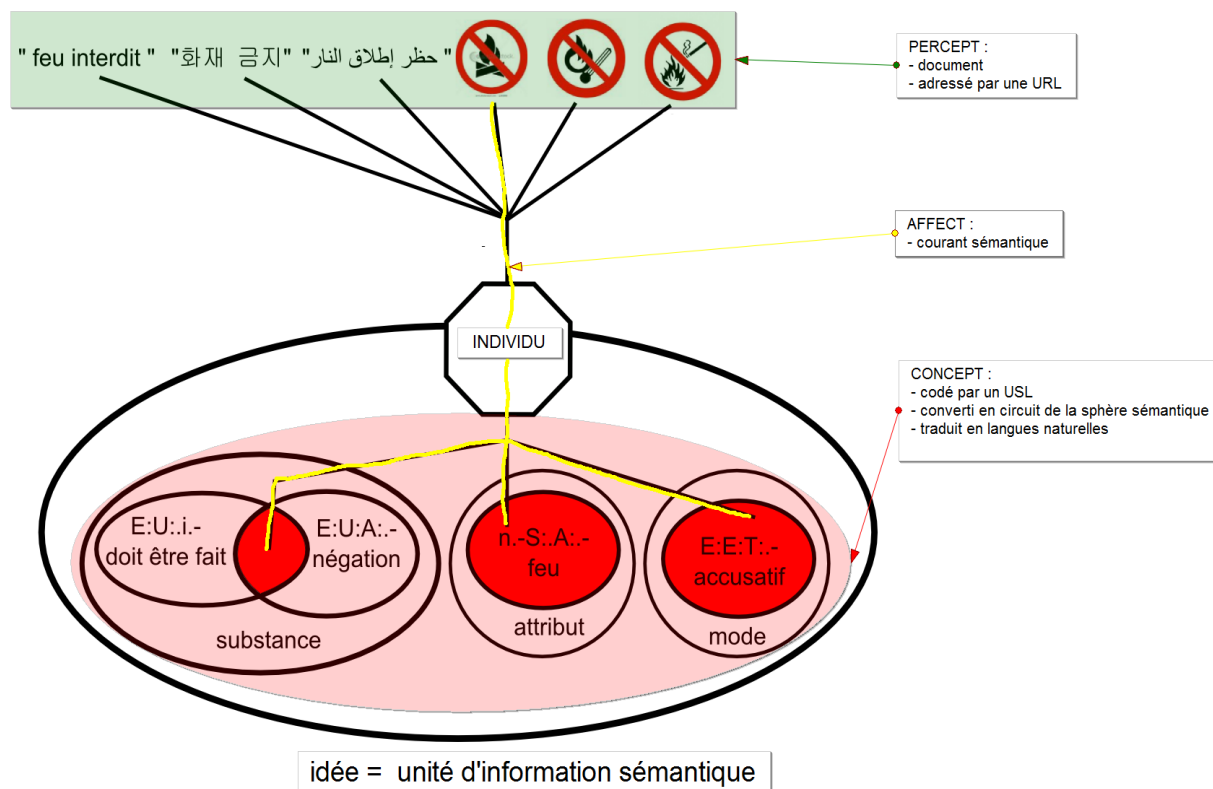 " feu interdit " "화재 금지" "حظر إطلاق النار "
PERCEPT :
- document
- adressé par une URL
AFFECT :
- courant sémantique
INDIVIDU
CONCEPT :
- codé par un USL
- converti en circuit de la sphère sémantique
- traduit en langues naturelles
E:U:.i.-
doit être fait
E:U:A:.-
négation
substance
n.-S:.A:.-
feu
attribut
E:E:T:.-
accusatif
mode
idée = unité d'information sémantique